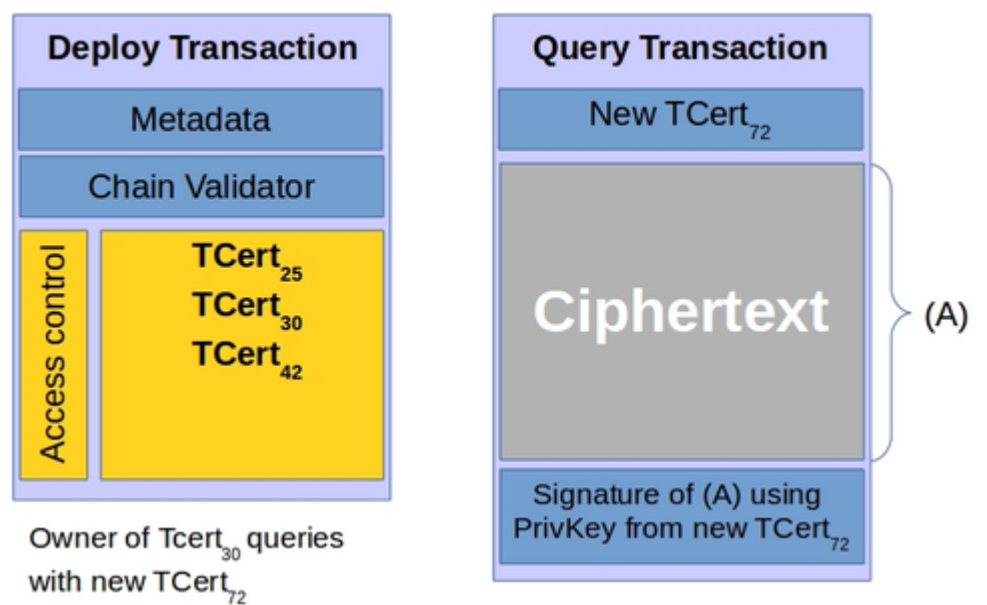 Deploy Transaction
Metadata
Chain Validator
Access control
TCert25
TCert30
TCert42
Owner of Tcert30 queries
with new TCert72
Query Transaction
New TCert72
Ciphertext
(A)
Signature of (A) using
PrivKey from new TCert72